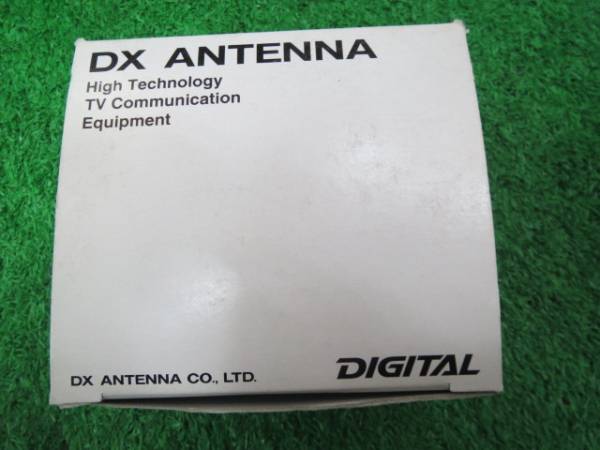 DX ANTENNA
High Technology
TV Communication
Equipment
DX ANTENNA CO., LTD.
DIGITAL